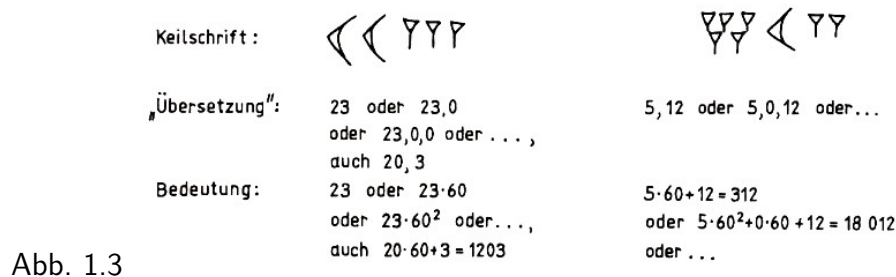 Keilschrift: 𒌋𒌋𒁹𒁹𒁹 𒐊𒌋𒁹𒁹
„Übersetzung": 23 oder 23,0 5,12 oder 5,0,12 oder...
oder 23,0,0 oder ...,
auch 20,3
Bedeutung: 23 oder 23·60 5·60+12=312
oder 23·60² oder..., oder 5·60²+0·60+12=18 012
auch 20·60+3=1203 oder ...
Abb. 1.3